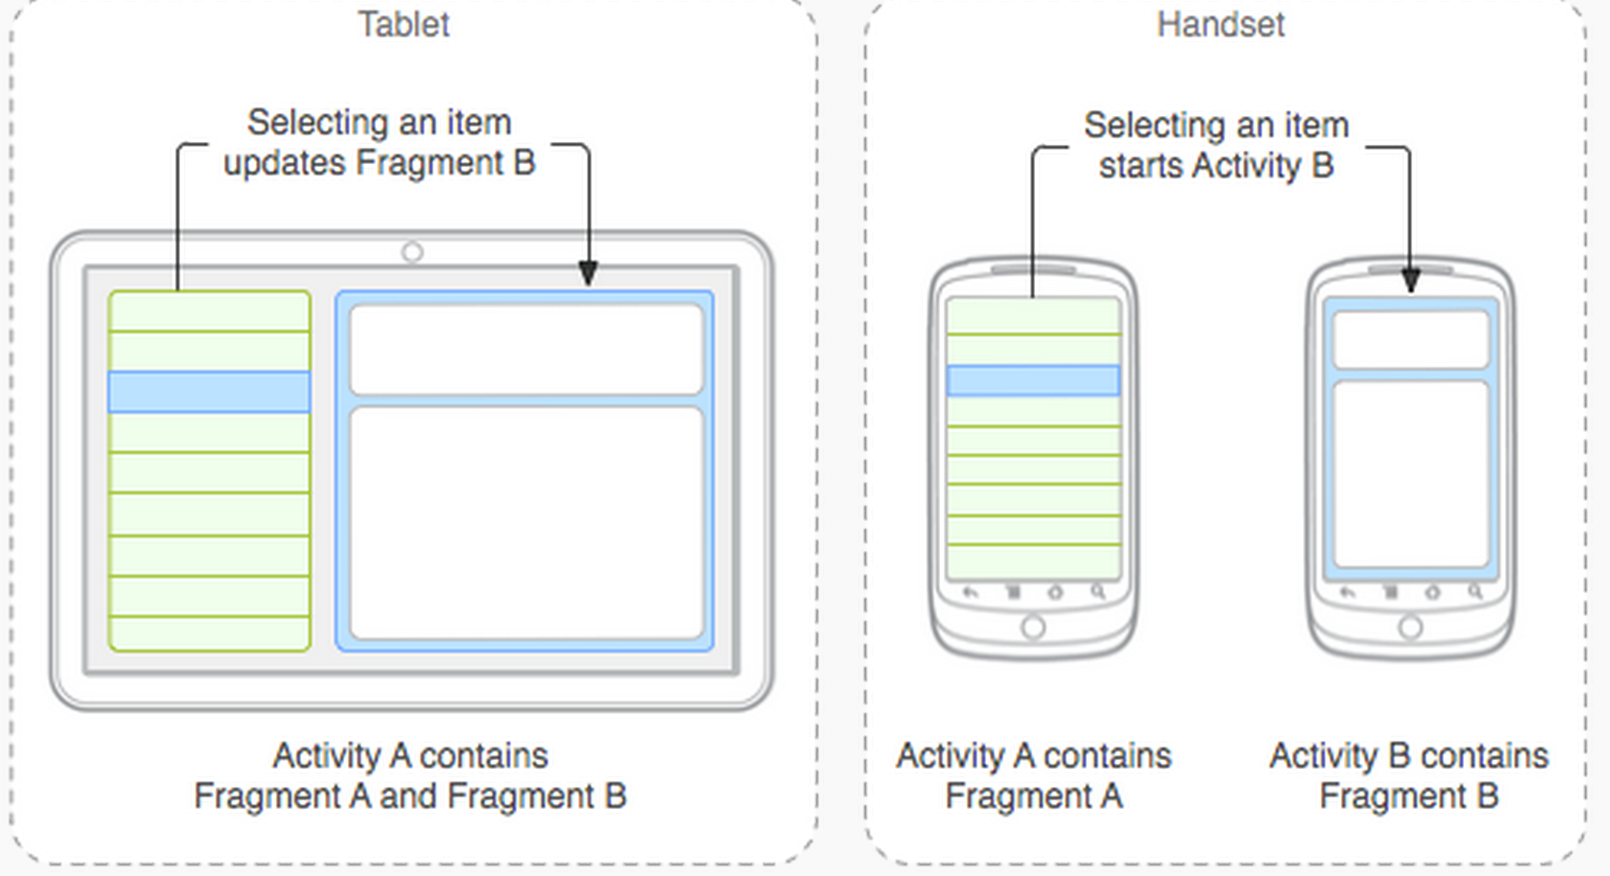 Tablet
Selecting an item
updates Fragment B
Activity A contains
Fragment A and Fragment B
Handset
Selecting an item
starts Activity B
Activity A contains
Fragment A
Activity B contains
Fragment B